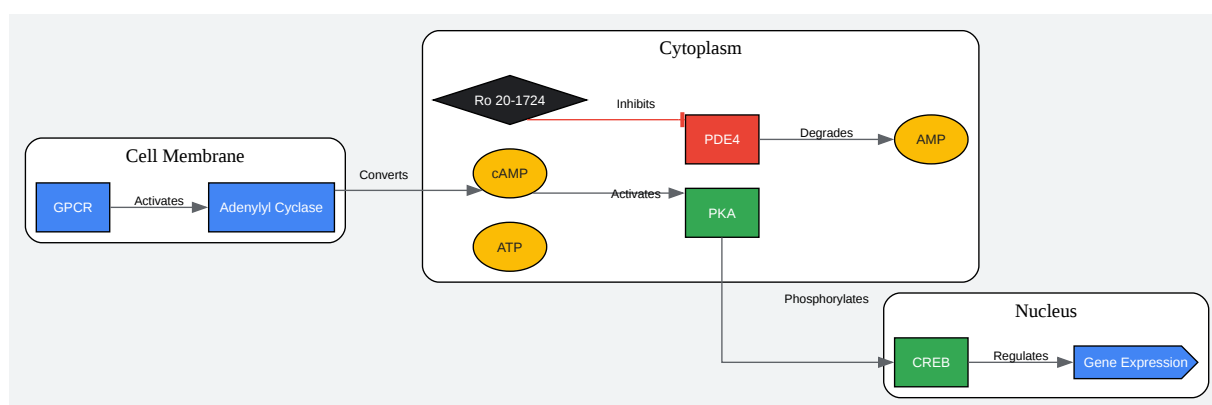 Cytoplasm
Ro 20-1724
Inhibits
PDE4
Degrades
AMP
Cell Membrane
GPCR
Activates
Adenylyl Cyclase
Converts
cAMP
Activates
PKA
ATP
Phosphorylates
Nucleus
CREB
Regulates
Gene Expression